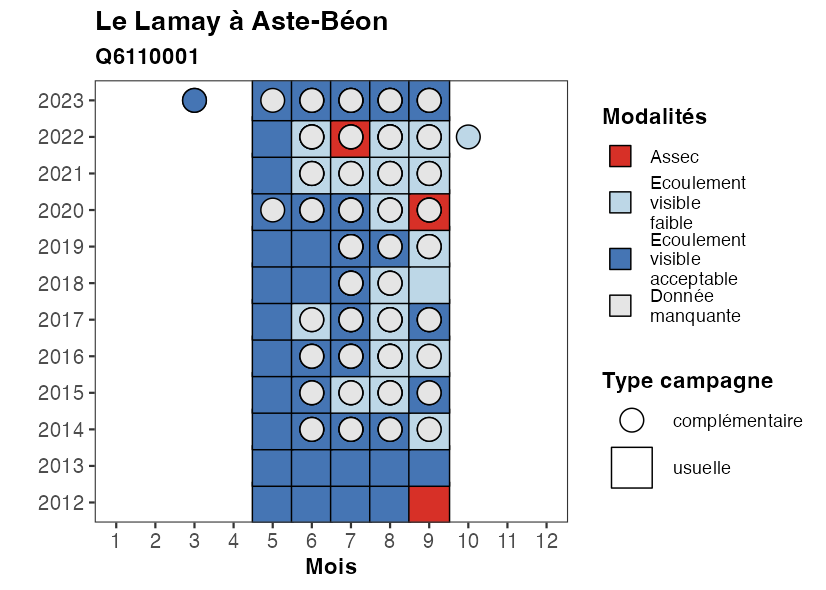 Le Lamay à Aste-Béon
Q6110001
2023
2022
2021
2020
2019
2018
2017
2016
2015
2014
2013
2012
1 2 3 4 5 6 7 8 9 10 11 12
Mois
Modalités
Assec
Ecoulement
visible
faible
Ecoulement
visible
acceptable
Donnée
manquante
Type campagne
complémentaire
usuelle